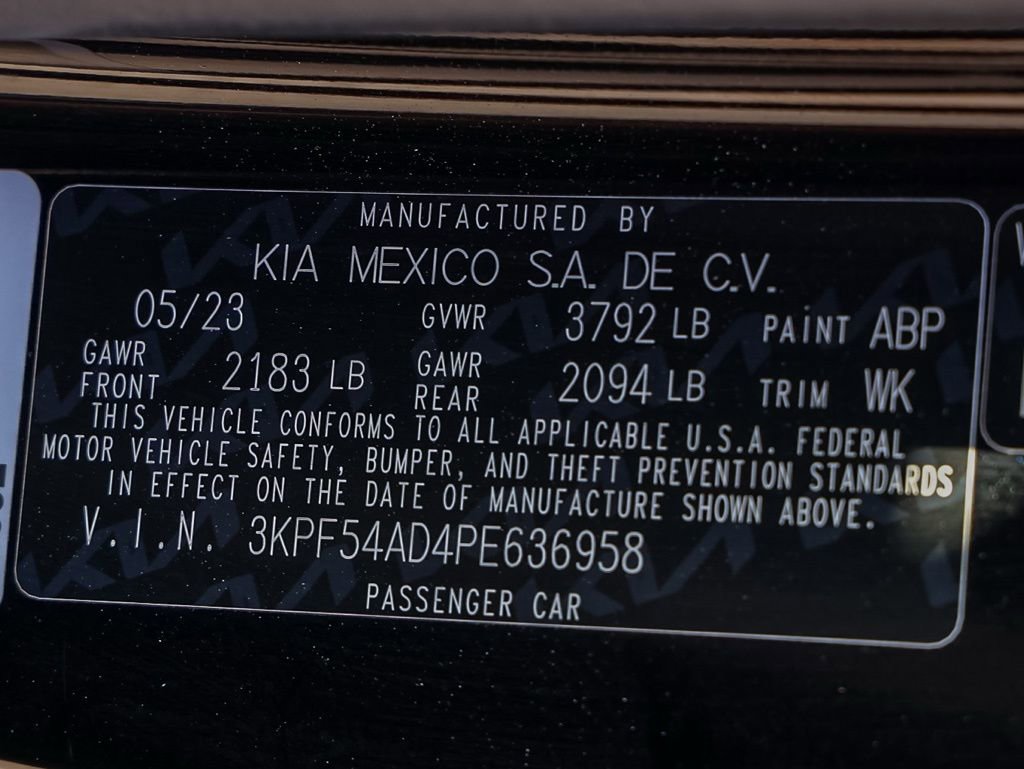 MANUFACTURED BY
KIA MEXICO S.A. DE C.V.
05/23 GVWR 3792 LB PAINT ABP
GAWR FRONT 2183 LB GAWR REAR 2094 LB TRIM WK
THIS VEHICLE CONFORMS TO ALL APPLICABLE U.S.A. FEDERAL
MOTOR VEHICLE SAFETY, BUMPER, AND THEFT PREVENTION STANDARDS
IN EFFECT ON THE DATE OF MANUFACTURE SHOWN ABOVE.
V.I.N. 3KPF54AD4PE636958
PASSENGER CAR